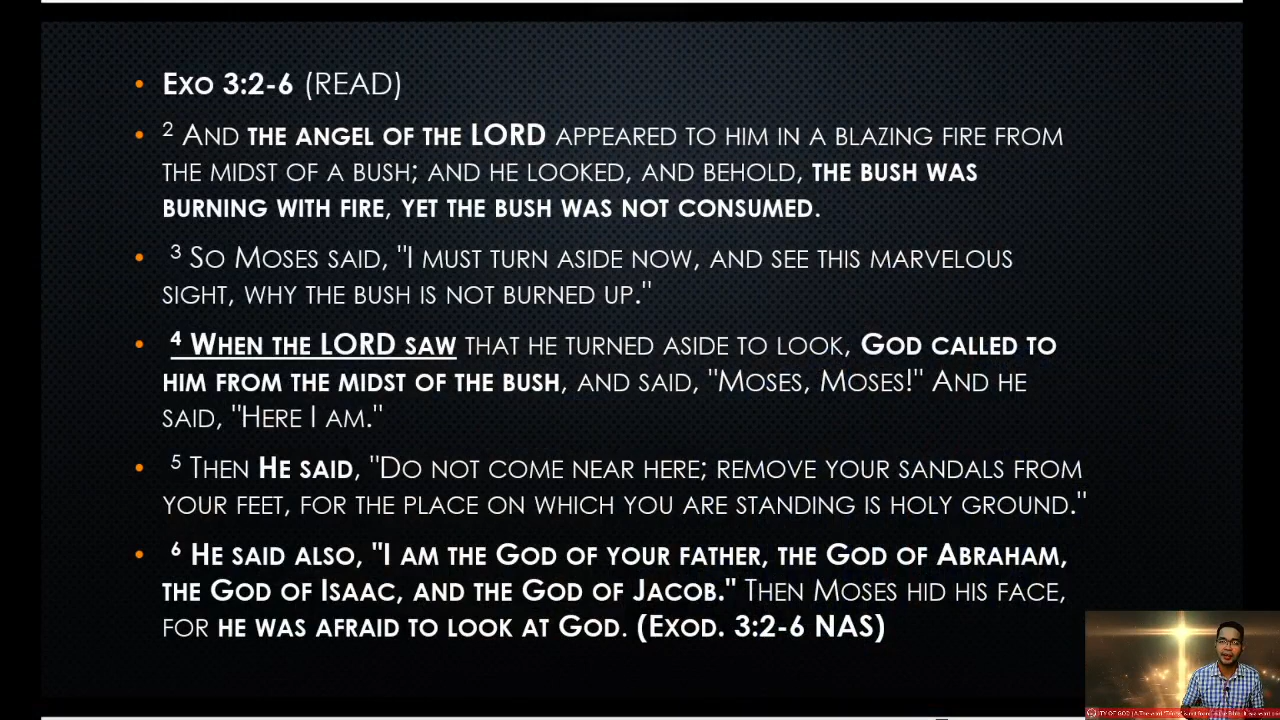 • Exo 3:2-6 (READ)
• 2 And the angel of the LORD appeared to him in a blazing fire from
the midst of a bush; and he looked, and behold, the bush was
burning with fire, yet the bush was not consumed.
• 3 So Moses said, "I must turn aside now, and see this marvelous
sight, why the bush is not burned up."
• 4 When the LORD saw that he turned aside to look, God called to
him from the midst of the bush, and said, "Moses, Moses!" And he
said, "Here I am."
• 5 Then He said, "Do not come near here; remove your sandals from
your feet, for the place on which you are standing is holy ground."
• 6 He said also, "I am the God of your father, the God of Abraham,
the God of Isaac, and the God of Jacob." Then Moses hid his face,
for he was afraid to look at God. (Exod. 3:2-6 NAS)
ITY OF GOD